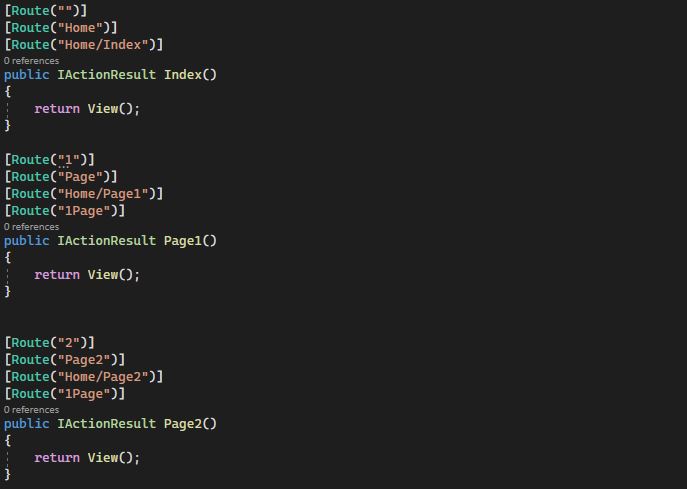 [Route("")]
[Route("Home")]
[Route("Home/Index")]
0 references
public IActionResult Index()
{
return View();
}
[Route("1")]
[Route("Page")]
[Route("Home/Page1")]
[Route("1Page")]
0 references
public IActionResult Page1()
{
return View();
}
[Route("2")]
[Route("Page2")]
[Route("Home/Page2")]
[Route("1Page")]
0 references
public IActionResult Page2()
{
return View();
}